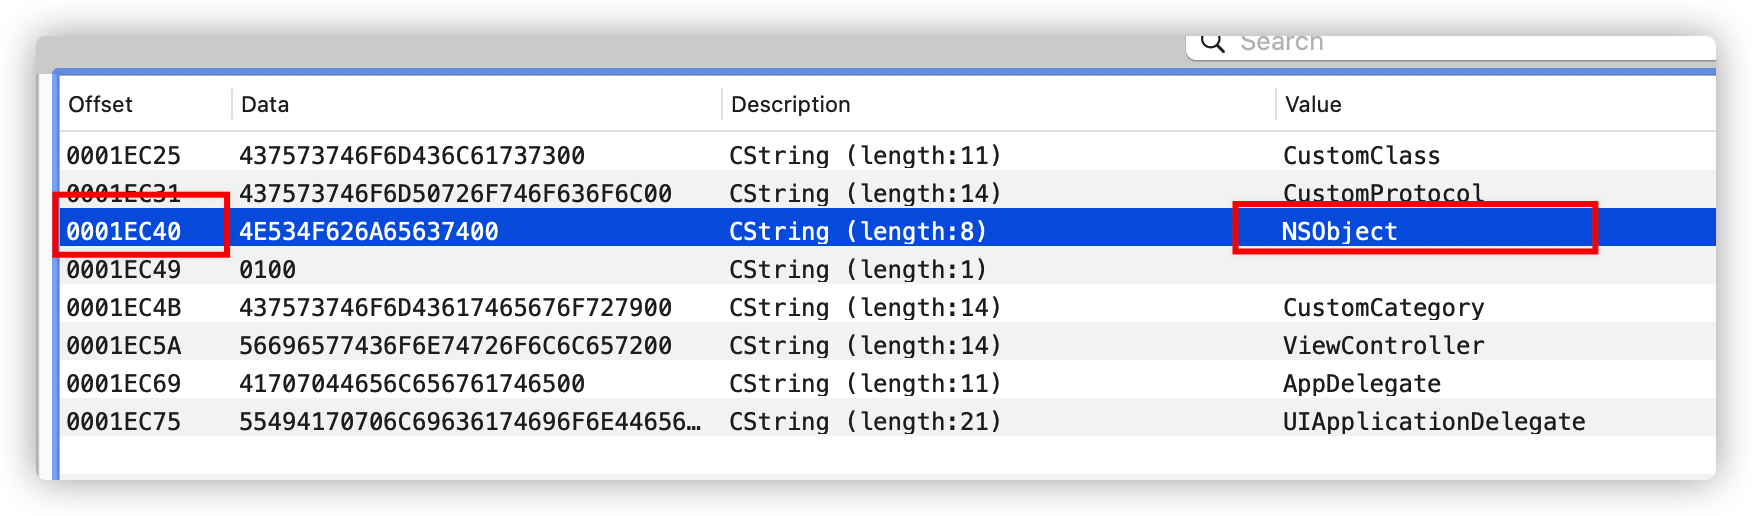 Search
Offset Data Description Value
0001EC25 437573746F6D436C61737300 CString (length:11) CustomClass
0001EC31 437573746F6D50726F746F636F6C00 CString (length:14) CustomProtocol
0001EC40 4E534F626A65637400 CString (length:8) NSObject
0001EC49 0100 CString (length:1)
0001EC4B 437573746F6D43617465676F727900 CString (length:14) CustomCategory
0001EC5A 56696577436F6E74726F6C6C657200 CString (length:14) ViewController
0001EC69 41707044656C656761746500 CString (length:11) AppDelegate
0001EC75 55494170706C69636174696F6E44656… CString (length:21) UIApplicationDelegate